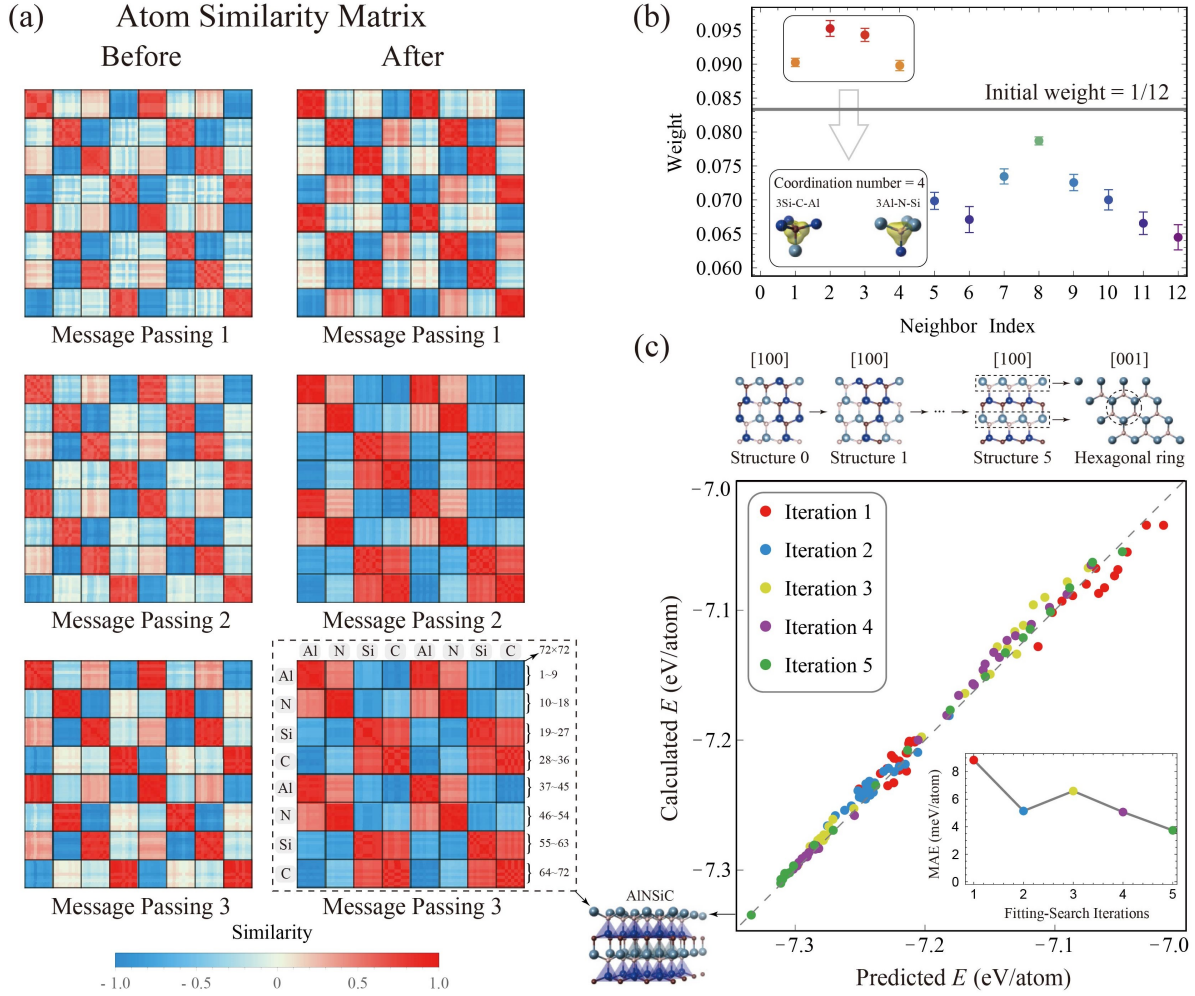 (a)
Atom Similarity Matrix
Before
After
Message Passing 1
Message Passing 1
Message Passing 2
Message Passing 2
Al N Si C Al N Si C 72×72
Al 1~9
N 10~18
Si 19~27
C 28~36
Al 37~45
N 46~54
Si 55~63
C 64~72
Message Passing 3
Message Passing 3
Similarity
- 1.0 - 0.5 0 0.5 1.0
(b)
Weight
0.095
0.090
0.085
0.080
0.075
0.070
0.065
0.060
Initial weight = 1/12
Coordination number = 4
3Si-C-Al 3Al-N-Si
0 1 2 3 4 5 6 7 8 9 10 11 12
Neighbor Index
(c)
[100] [100] [100] [001]
...
Structure 0 Structure 1 Structure 5 Hexagonal ring
Calculated E (eV/atom)
−7.0
−7.1
−7.2
−7.3
Iteration 1
Iteration 2
Iteration 3
Iteration 4
Iteration 5
MAE (meV/atom)
8
6
4
2
0
1 2 3 4 5
Fitting-Search Iterations
AlNSiC
−7.3 −7.2 −7.1 −7.0
Predicted E (eV/atom)